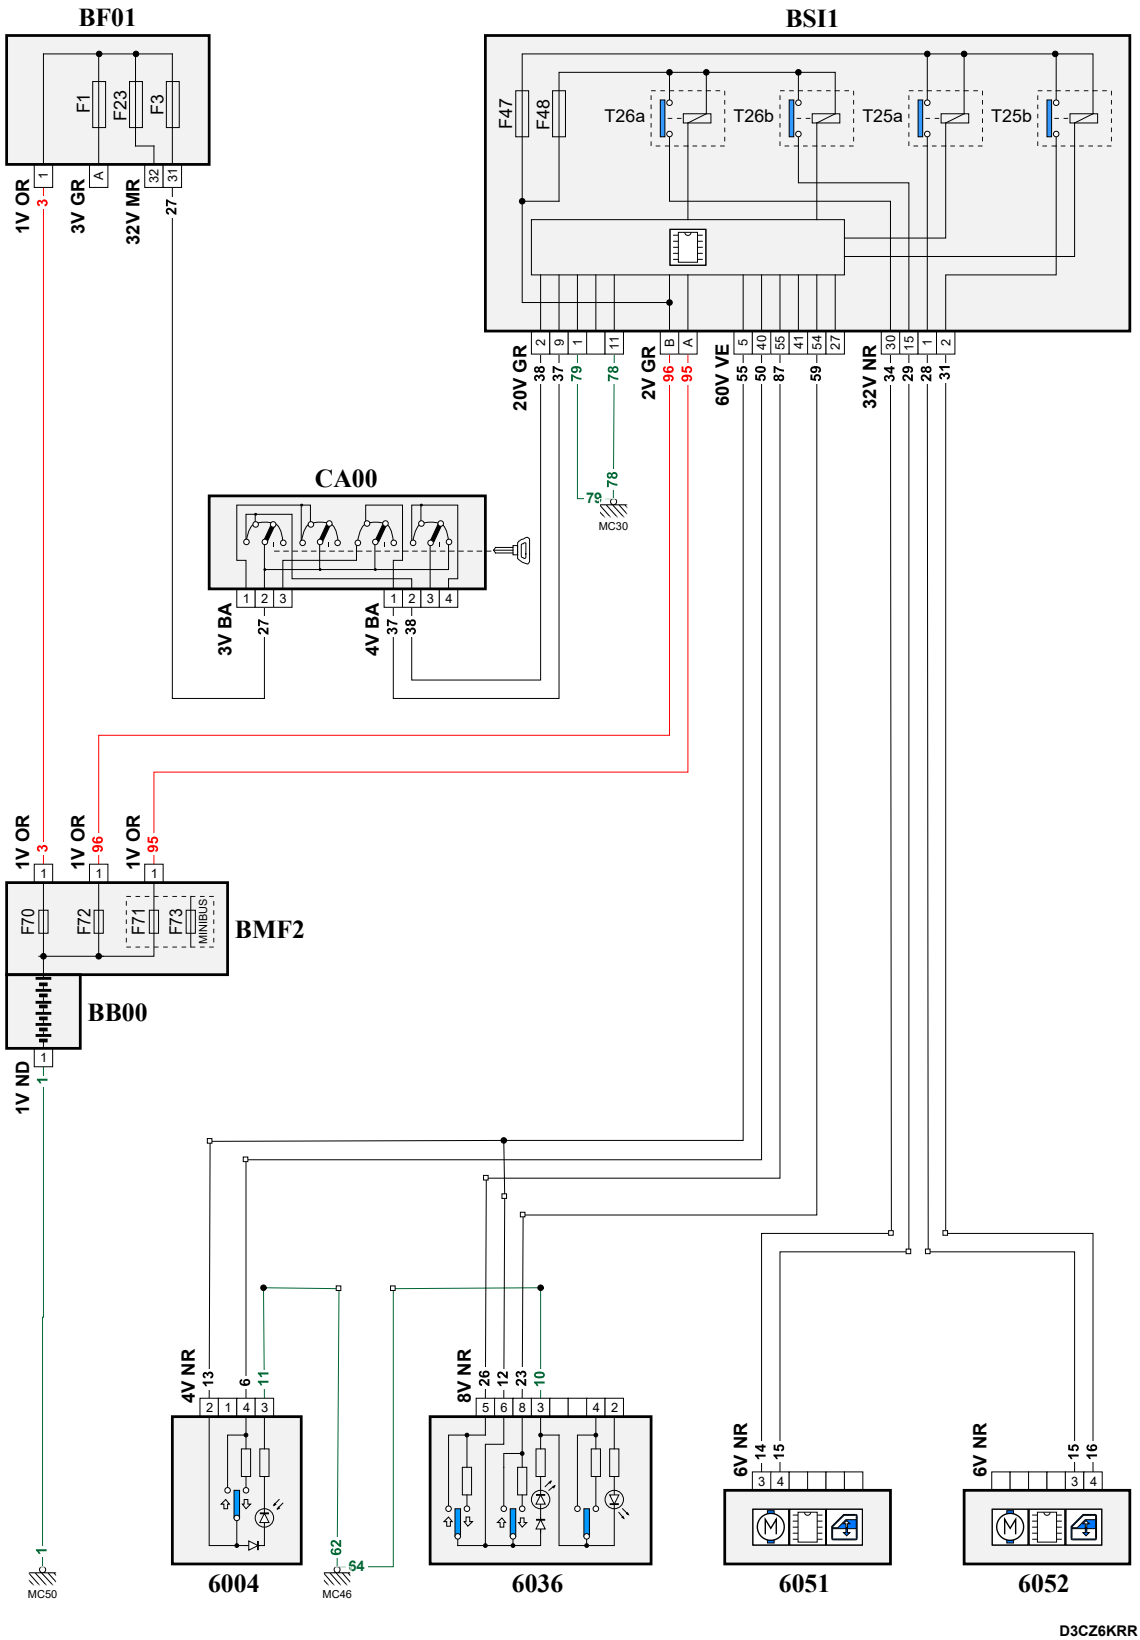 BF01
BSI1
F1
F23
F3
F47
F48
T26a
T26b
T25a
T25b
1
A
32
31
1V OR
3
3V GR
32V MR
27
2
9
1
11
B
A
5
40
55
41
54
27
30
15
1
2
20V GR
38
37
79
78
2V GR
96
95
60V VE
55
50
87
59
32V NR
34
29
28
31
CA00
79
78
MC30
1
2
3
1
2
3
4
3V BA
27
4V BA
37
38
1V OR
3
1V OR
96
1V OR
95
1
1
1
F70
F72
F71
F73
MINIBUS
BMF2
BB00
1
1V ND
1
4V NR
13
6
11
8V NR
26
12
23
10
2
1
4
3
5
6
8
3
4
2
6V NR
14
15
6V NR
15
16
3
4
3
4
M
M
1
MC50
6004
62
64
MC46
6036
6051
6052
D3CZ6KRR